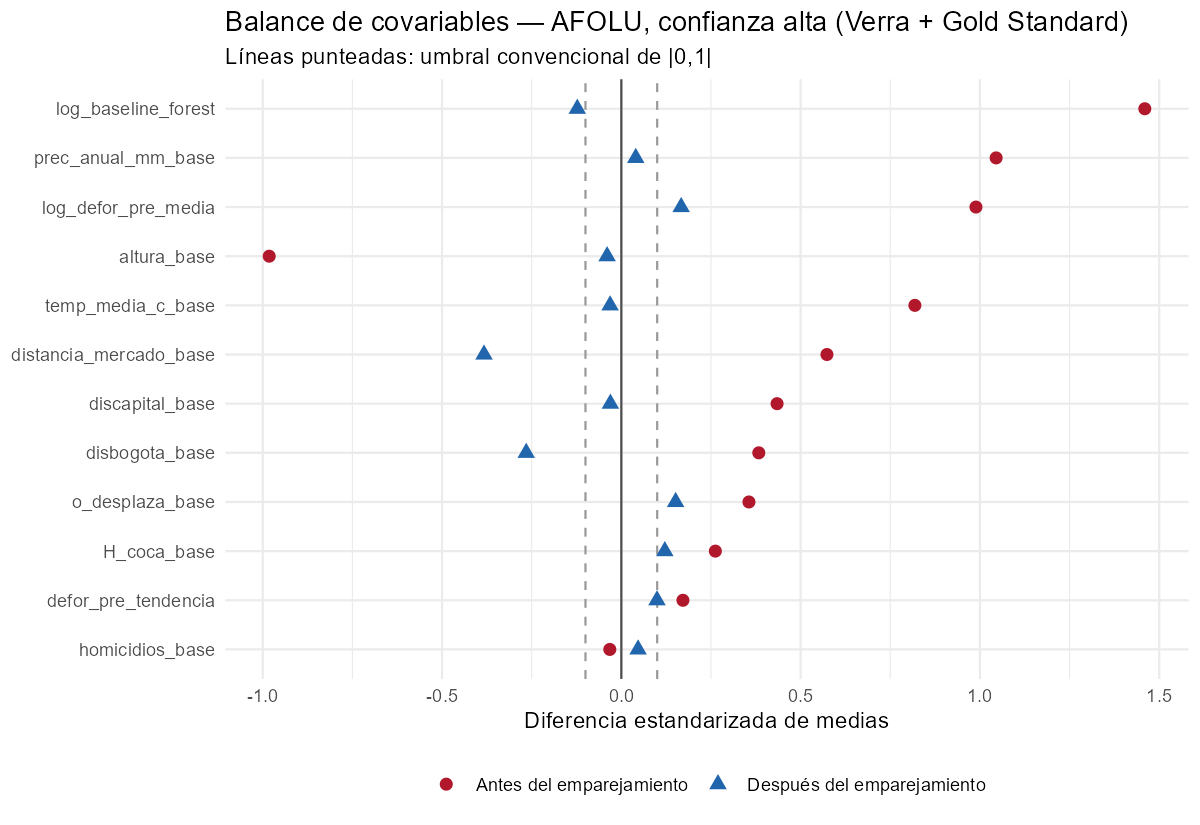 Balance de covariables — AFOLU, confianza alta (Verra + Gold Standard)
Líneas punteadas: umbral convencional de |0,1|
log_baseline_forest
prec_anual_mm_base
log_defor_pre_media
altura_base
temp_media_c_base
distancia_mercado_base
discapital_base
disbogota_base
o_desplaza_base
H_coca_base
defor_pre_tendencia
homicidios_base
-1.0 -0.5 0.0 0.5 1.0 1.5
Diferencia estandarizada de medias
Antes del emparejamiento Después del emparejamiento